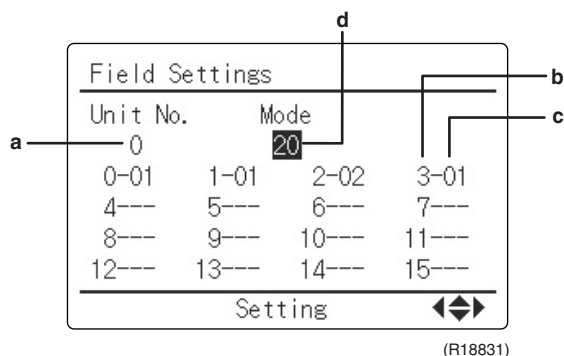 d
Field Settings
b
Unit No. Mode
c
a
0 20
0-01 1-01 2-02 3-01
4--- 5--- 6--- 7---
8--- 9--- 10--- 11---
12--- 13--- 14--- 15---
Setting
(R18831)